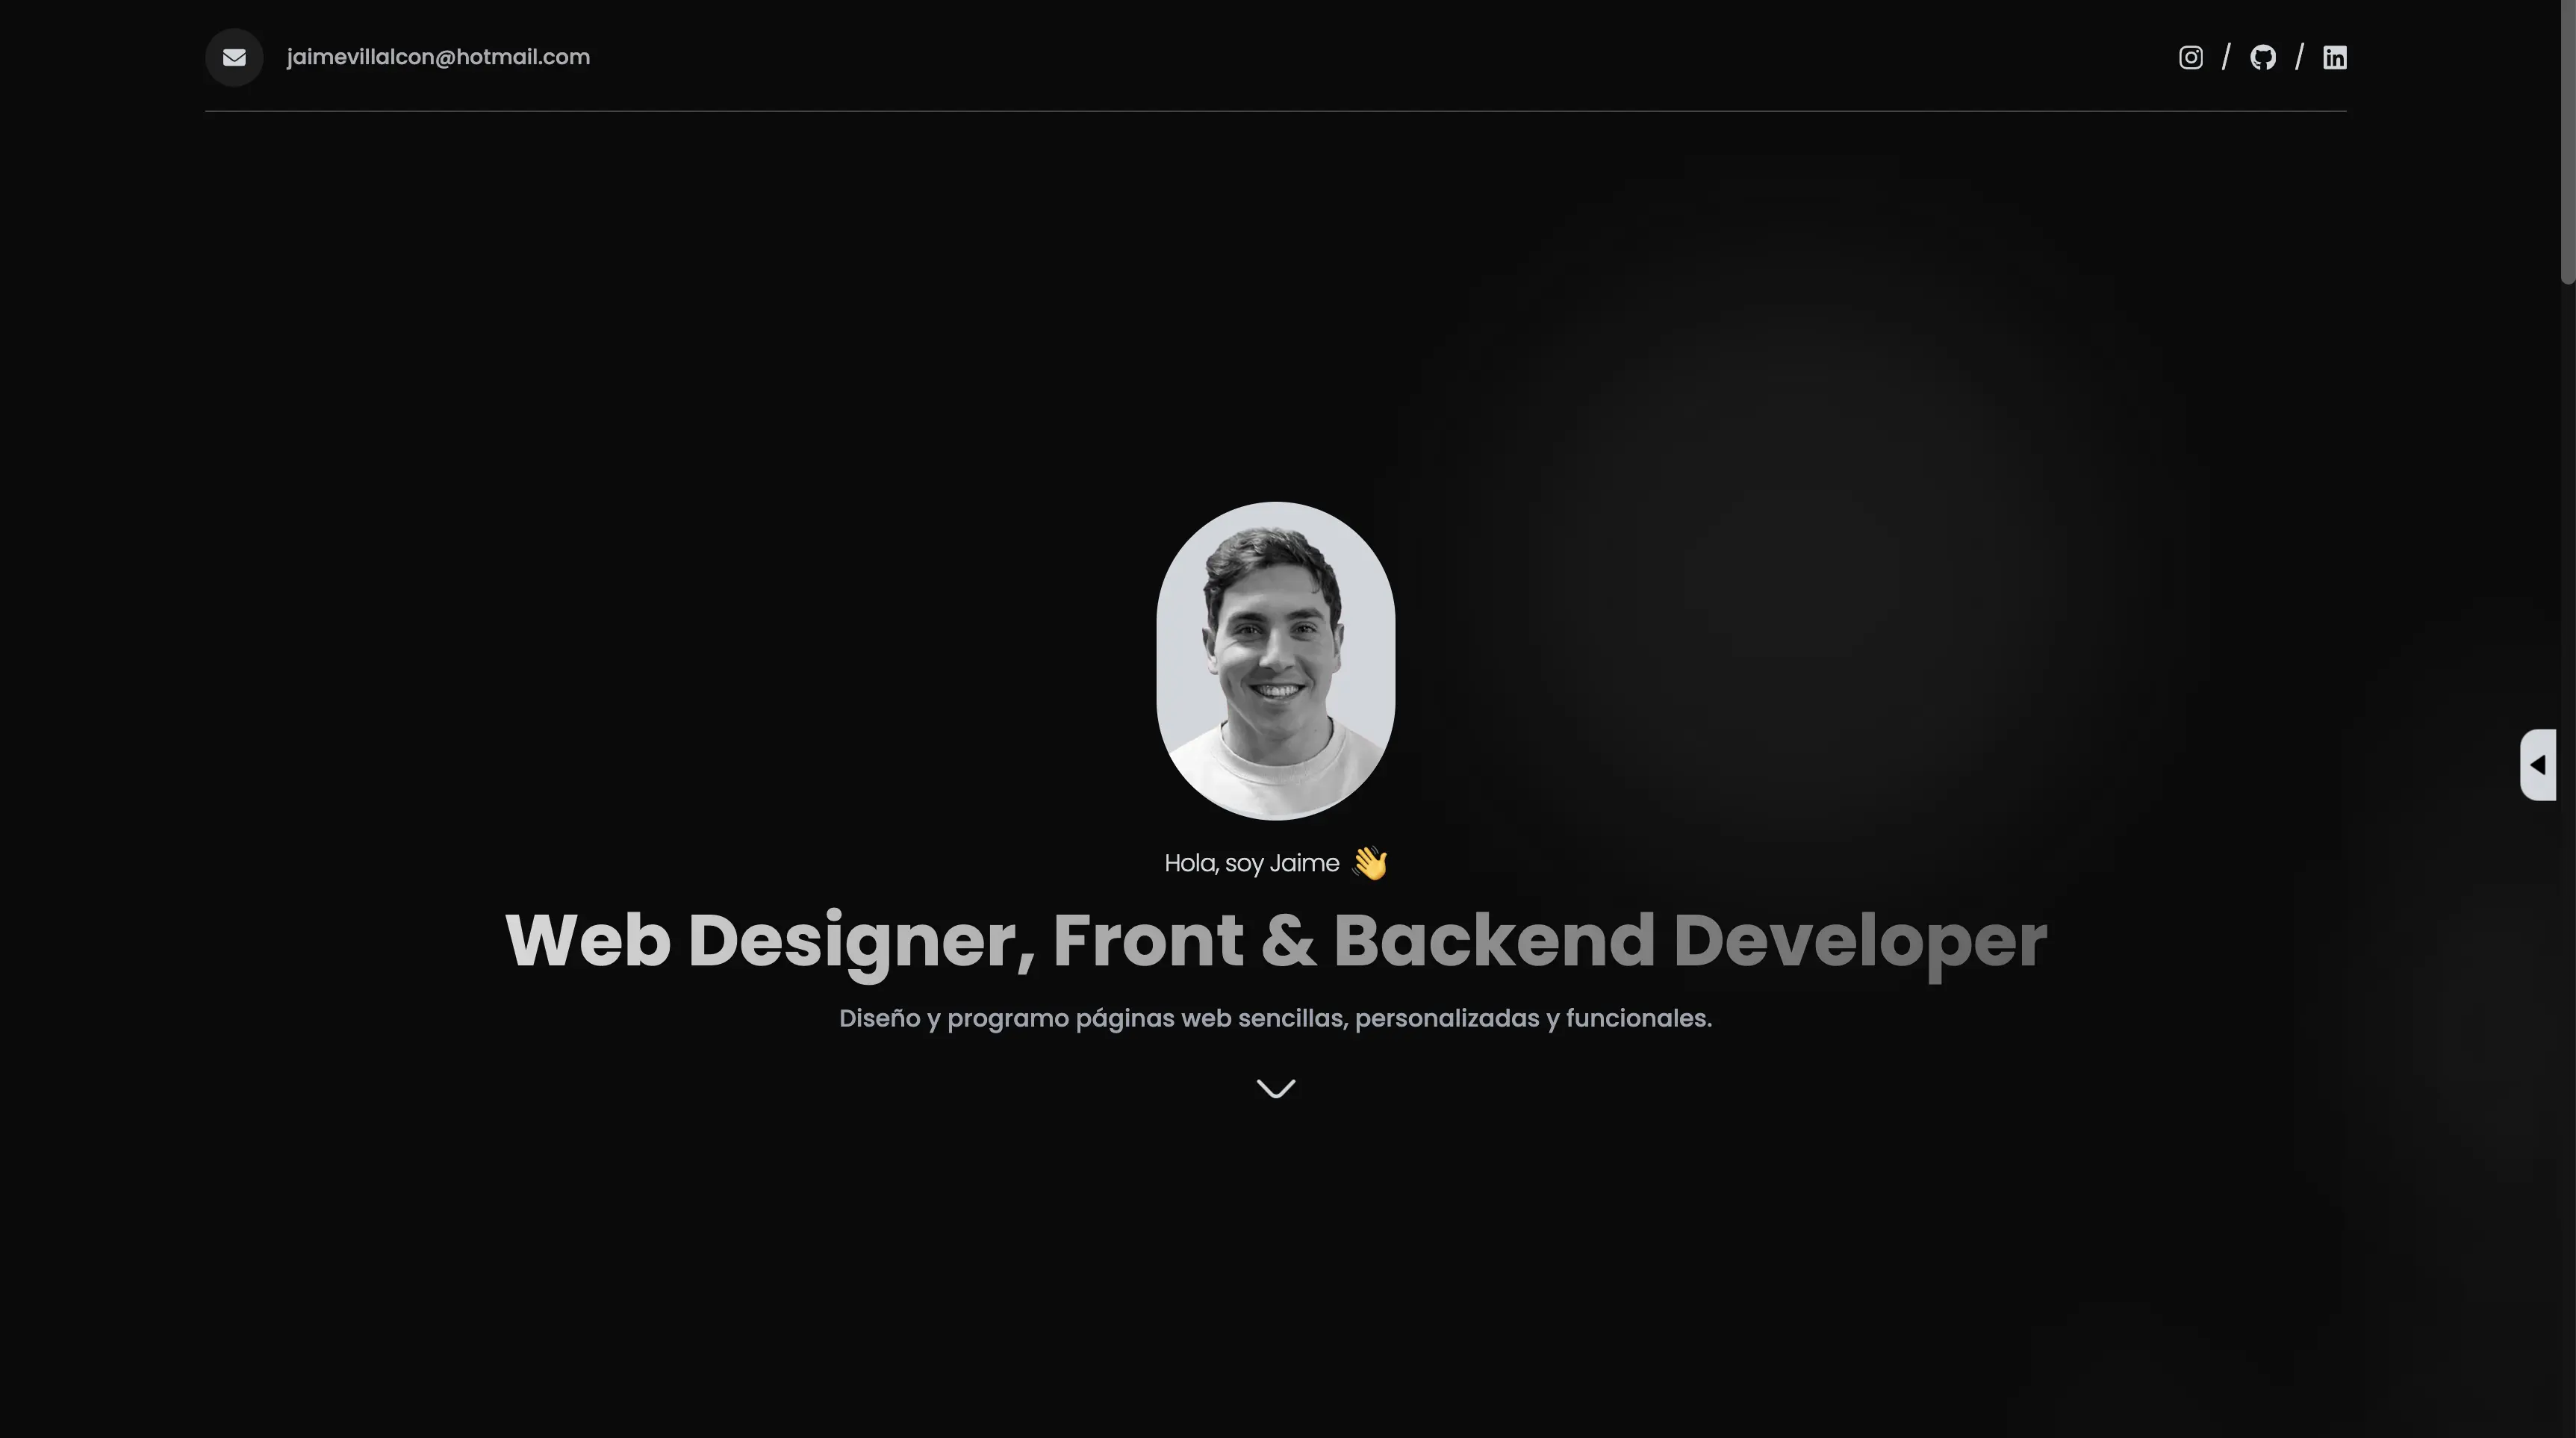 jaimevillalcon@hotmail.com
Hola, soy Jaime 👋
Web Designer, Front & Backend Developer
Diseño y programo páginas web sencillas, personalizadas y funcionales.